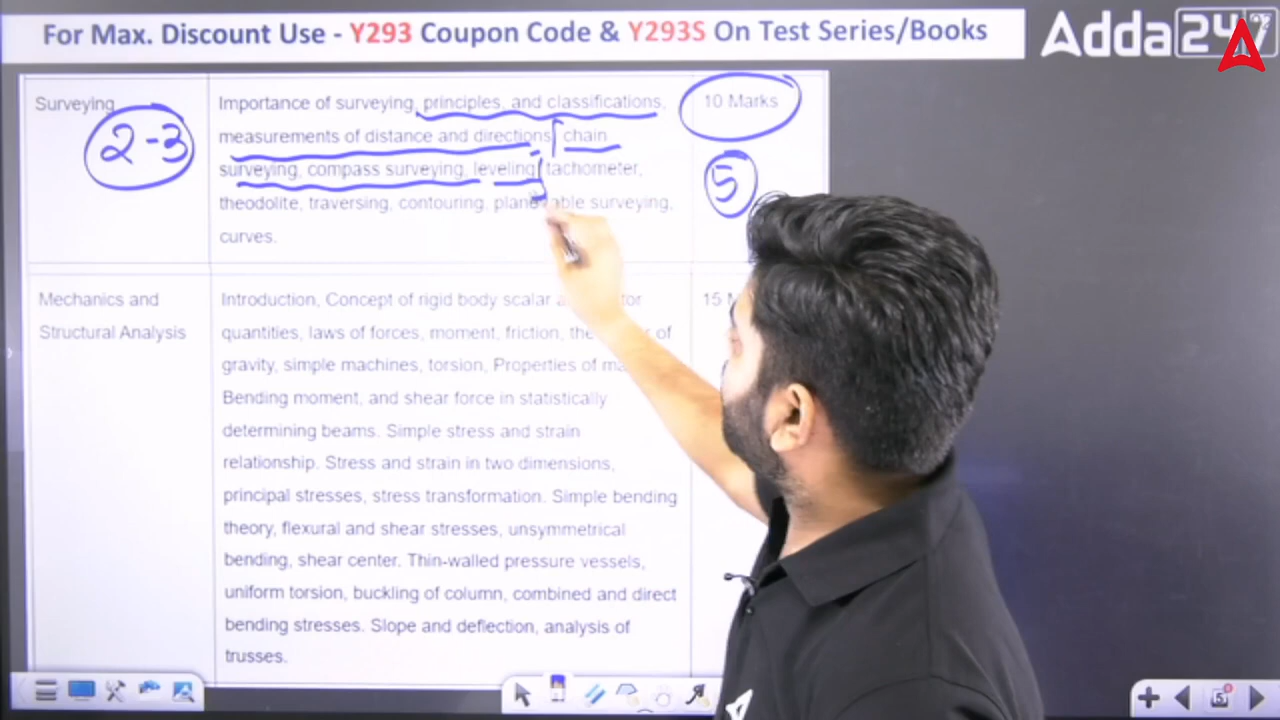 For Max. Discount Use - Y293 Coupon Code & Y293S On Test Series/Books
Adda247
Surveying
Importance of surveying, principles, and classifications,
10 Marks
measurements of distance and directions, chain
2-3
surveying, compass surveying, leveling, tachometer,
5
theodolite, traversing, contouring, plane table surveying,
curves.
Mechanics and
Structural Analysis
Introduction, Concept of rigid body scalar
15
quantities, laws of forces, moment, friction, of
gravity, simple machines, torsion, Properties of
Bending moment, and shear force in statistically
determining beams. Simple stress and strain
relationship. Stress and strain in two dimensions,
principal stresses, stress transformation. Simple bending
theory, flexural and shear stresses, unsymmetrical
bending, shear center. Thin-walled pressure vessels,
uniform torsion, buckling of column, combined and direct
bending stresses. Slope and deflection, analysis of
trusses.